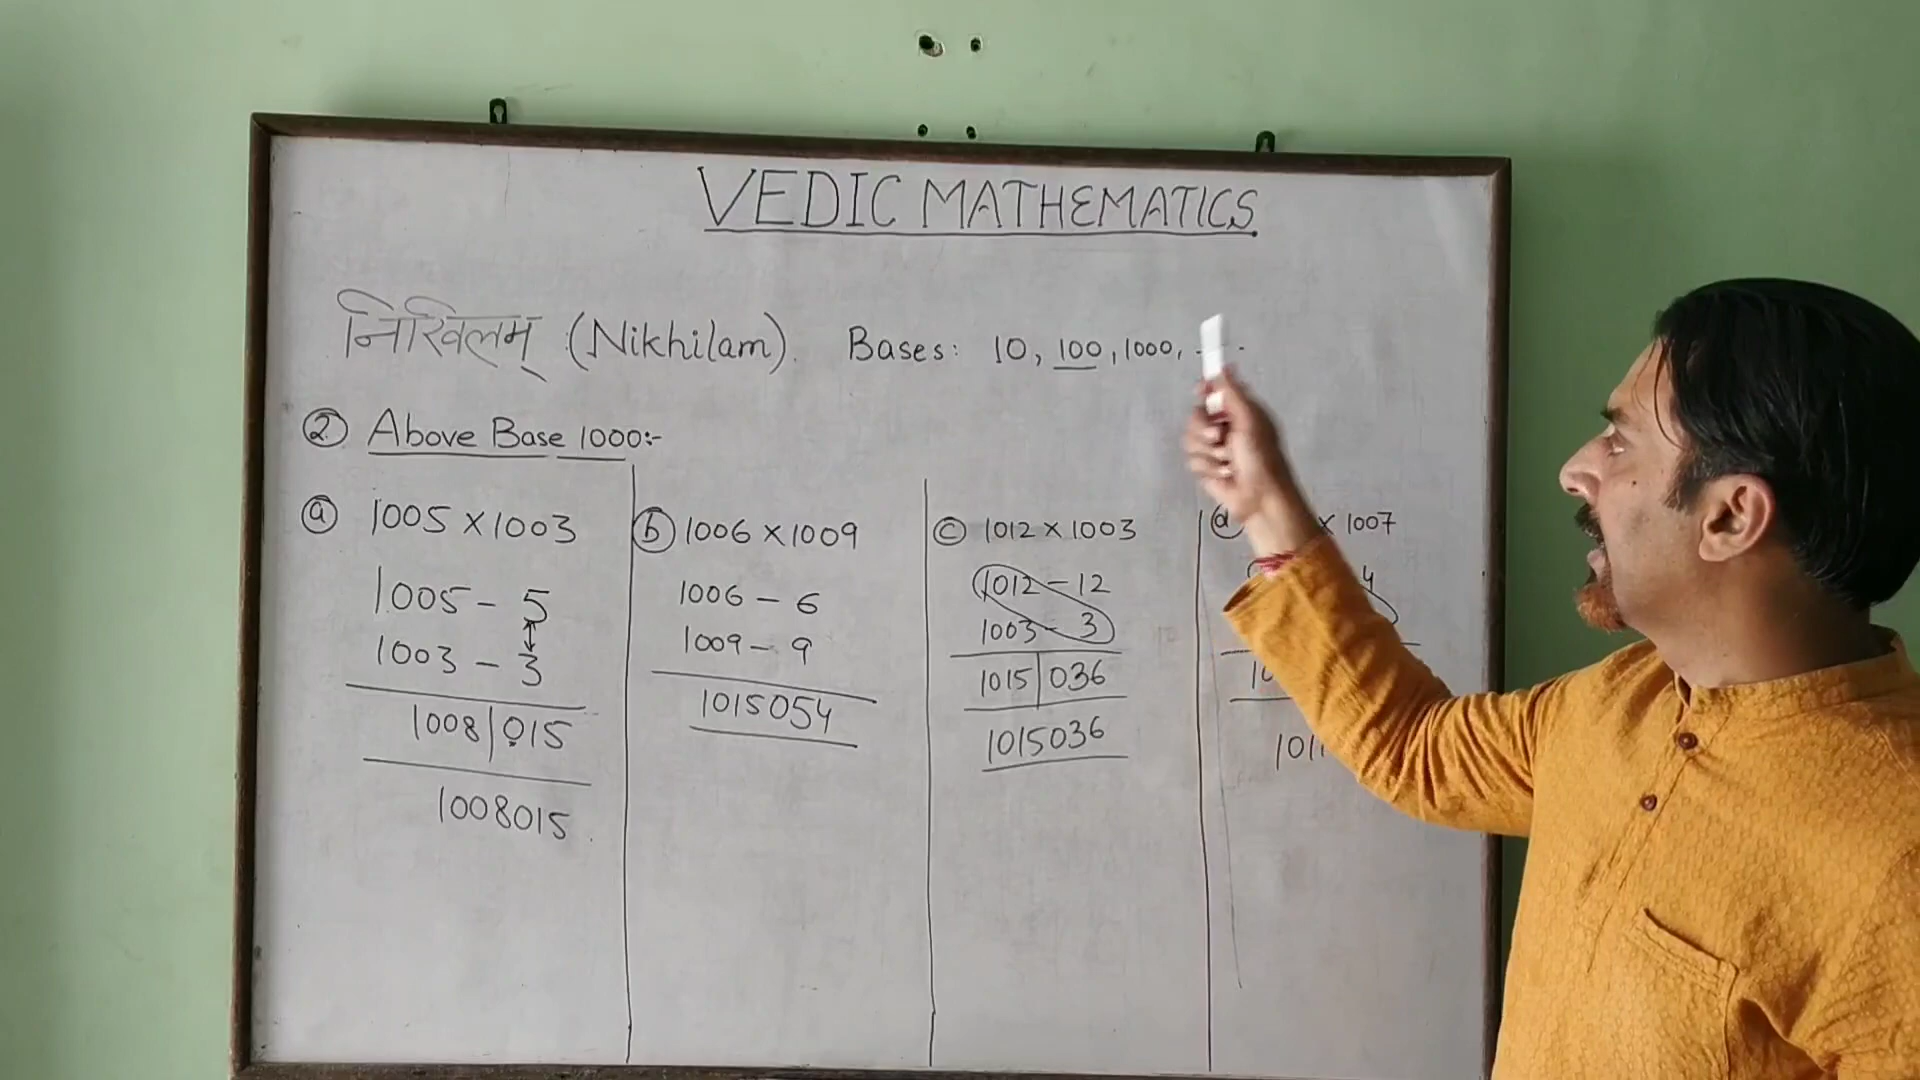 VEDIC MATHEMATICS
निखिलम् (Nikhilam). Bases: 10, 100, 1000,
② Above Base 1000:-
ⓐ 1005 x 1003
1005 - 5
1003 - 3
1008 | 015
1008015
ⓑ 1006 x 1009
1006 - 6
1009 - 9
1015054
ⓒ 1012 x 1003
1012 - 12
1003 - 3
1015 | 036
1015036
ⓓ x 1007
4